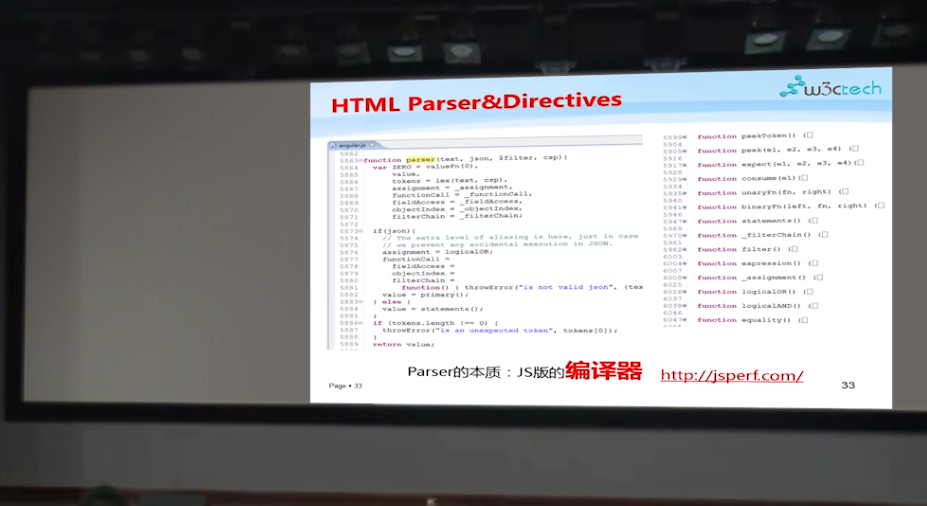 HTML Parser&Directives
w3ctech
angular.js
5862
5863 function parser(text, json, $filter, csp){
5864 var ZERO = valueFn(0),
5865 value,
5866 tokens = lex(text, csp),
5867 assignment = _assignment,
5868 functionCall = _functionCall,
5869 fieldAccess = _fieldAccess,
5870 objectIndex = _objectIndex,
5871 filterChain = _filterChain;
5872
5873 if(json){
5874 // The extra level of aliasing is here, just in case
5875 // we prevent any accidental execution in JSON.
5876 assignment = logicalOR;
5877 functionCall =
5878 fieldAccess =
5879 objectIndex =
5880 filterChain =
5881 function() { throwError("is not valid json", {tex
5882 value = primary();
5883 } else {
5884 value = statements();
5885 }
5886 if (tokens.length !== 0) {
5887 throwError("is an unexpected token", tokens[0]);
5888 }
5889 return value;
5899 function peekToken() {
5904
5905 function peek(e1, e2, e3, e4) {
5916
5917 function expect(e1, e2, e3, e4){
5928
5929 function consume(e1){
5934
5935 function unaryFn(fn, right) {
5940
5941 function binaryFn(left, fn, right) {
5946
5947 function statements() {
5969
5970 function _filterChain() {
5981
5982 function filter() {
6003
6004 function expression() {
6007
6008 function _assignment() {
6025
6026 function logicalOR() {
6037
6038 function logicalAND() {
6046
6047 function equality() {
Parser的本质：JS版的编译器 http://jsperf.com/
Page ▪ 33
33